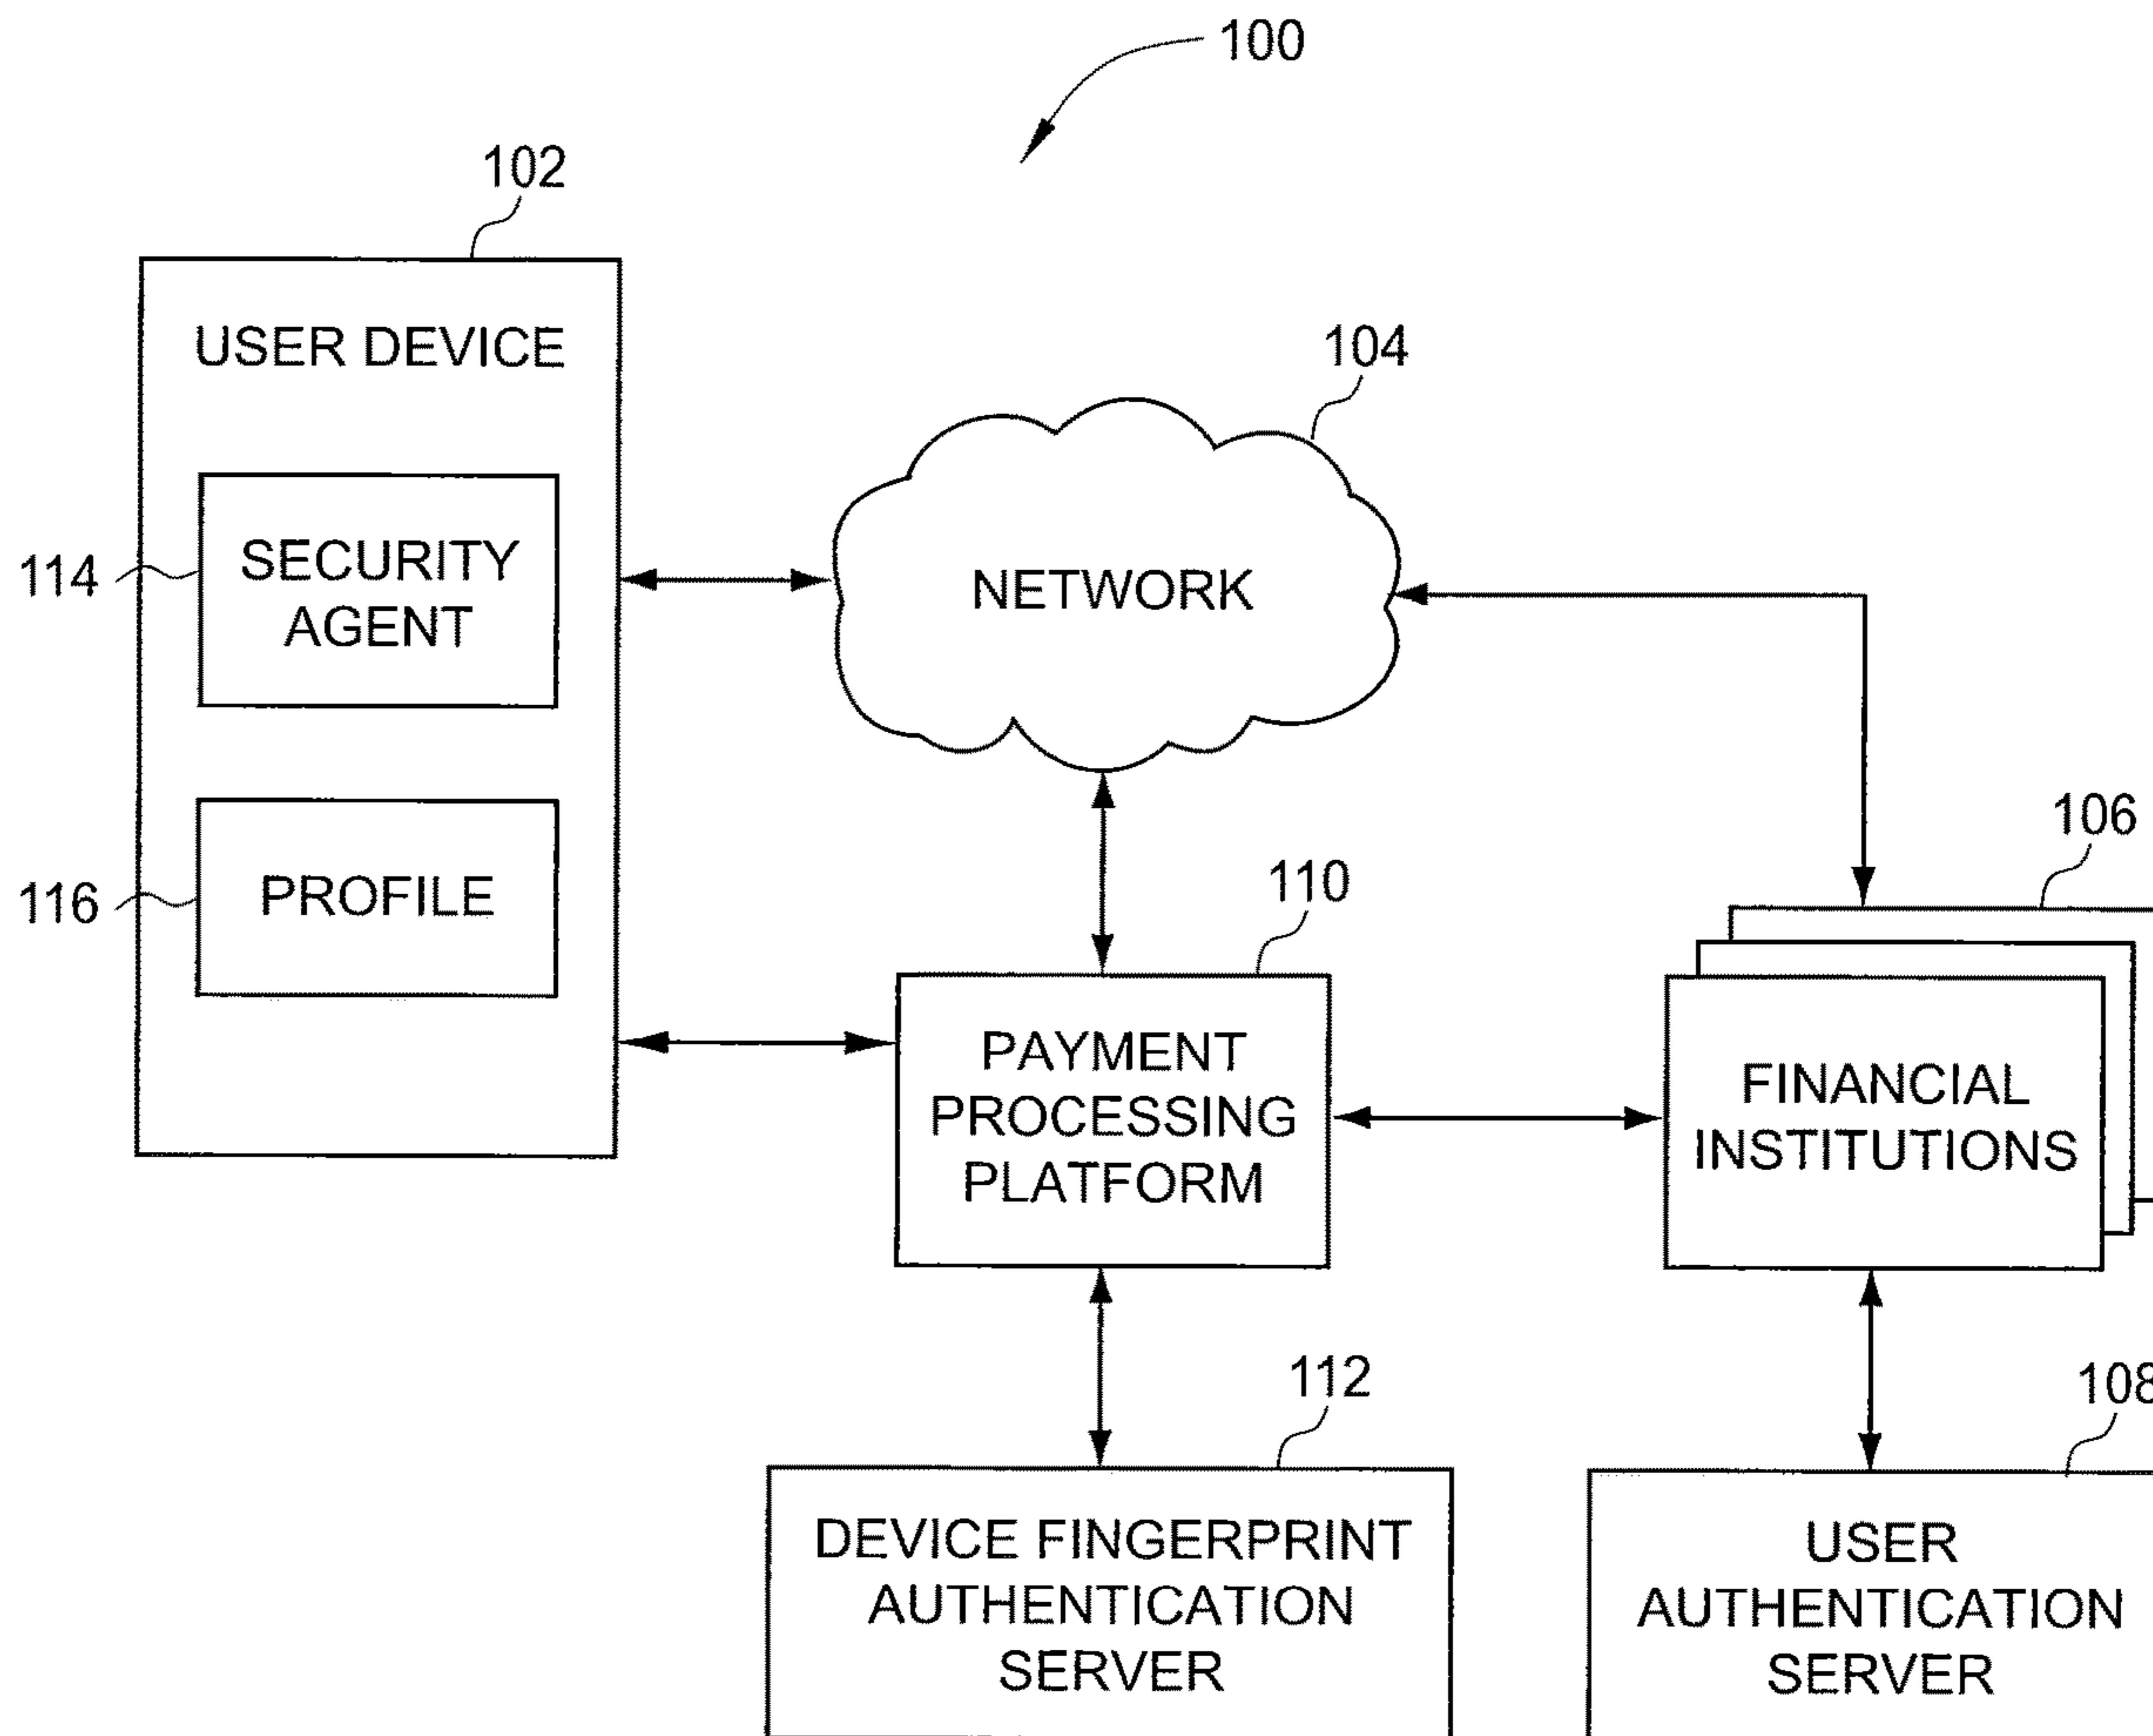 100
102
USER DEVICE
104
114
SECURITY
AGENT
NETWORK
106
116
PROFILE
110
PAYMENT
PROCESSING
PLATFORM
FINANCIAL
INSTITUTIONS
112
108
DEVICE FINGERPRINT
AUTHENTICATION
SERVER
USER
AUTHENTICATION
SERVER